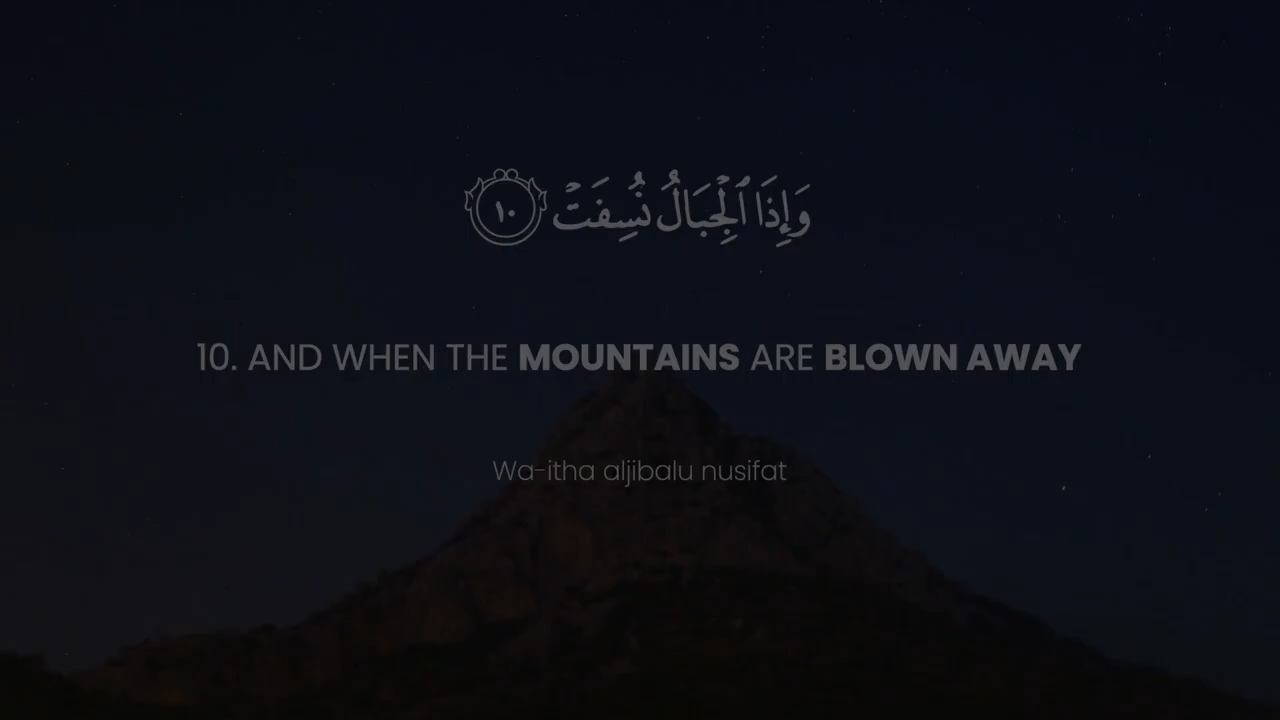 وَإِذَا ٱلْجِبَالُ نُسِفَتْ ١٠
10. AND WHEN THE MOUNTAINS ARE BLOWN AWAY
Wa-itha aljibalu nusifat